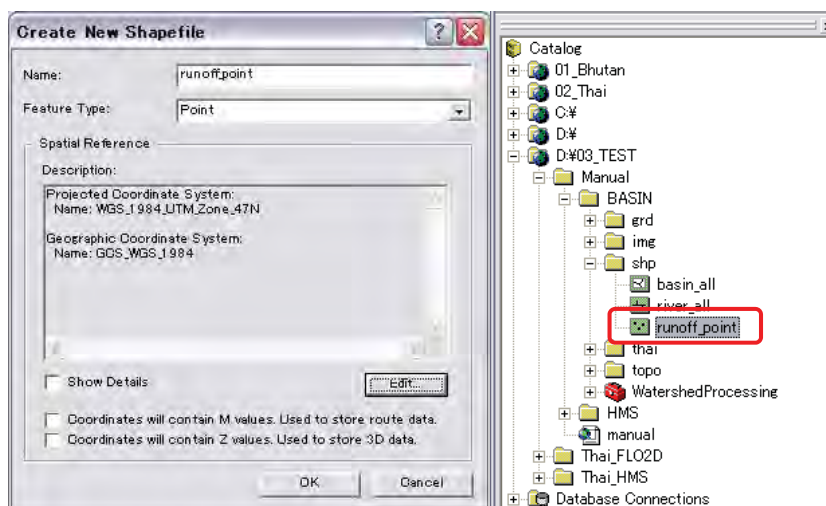 Create New Shapefile
Name: runoff_point
Feature Type: Point
Spatial Reference
Description:
Projected Coordinate System:
Name: WGS_1984_UTM_Zone_47N
Geographic Coordinate System:
Name: GCS_WGS_1984
Show Details
Edit...
Coordinates will contain M values. Used to store route data.
Coordinates will contain Z values. Used to store 3D data.
OK Cancel
Catalog
01_Bhutan
02_Thai
C:¥
D:¥
D:¥03_TEST
Manual
BASIN
grd
img
shp
basin_all
river_all
runoff_point
thai
topo
WatershedProcessing
HMS
manual
Thai_FLO2D
Thai_HMS
Database Connections